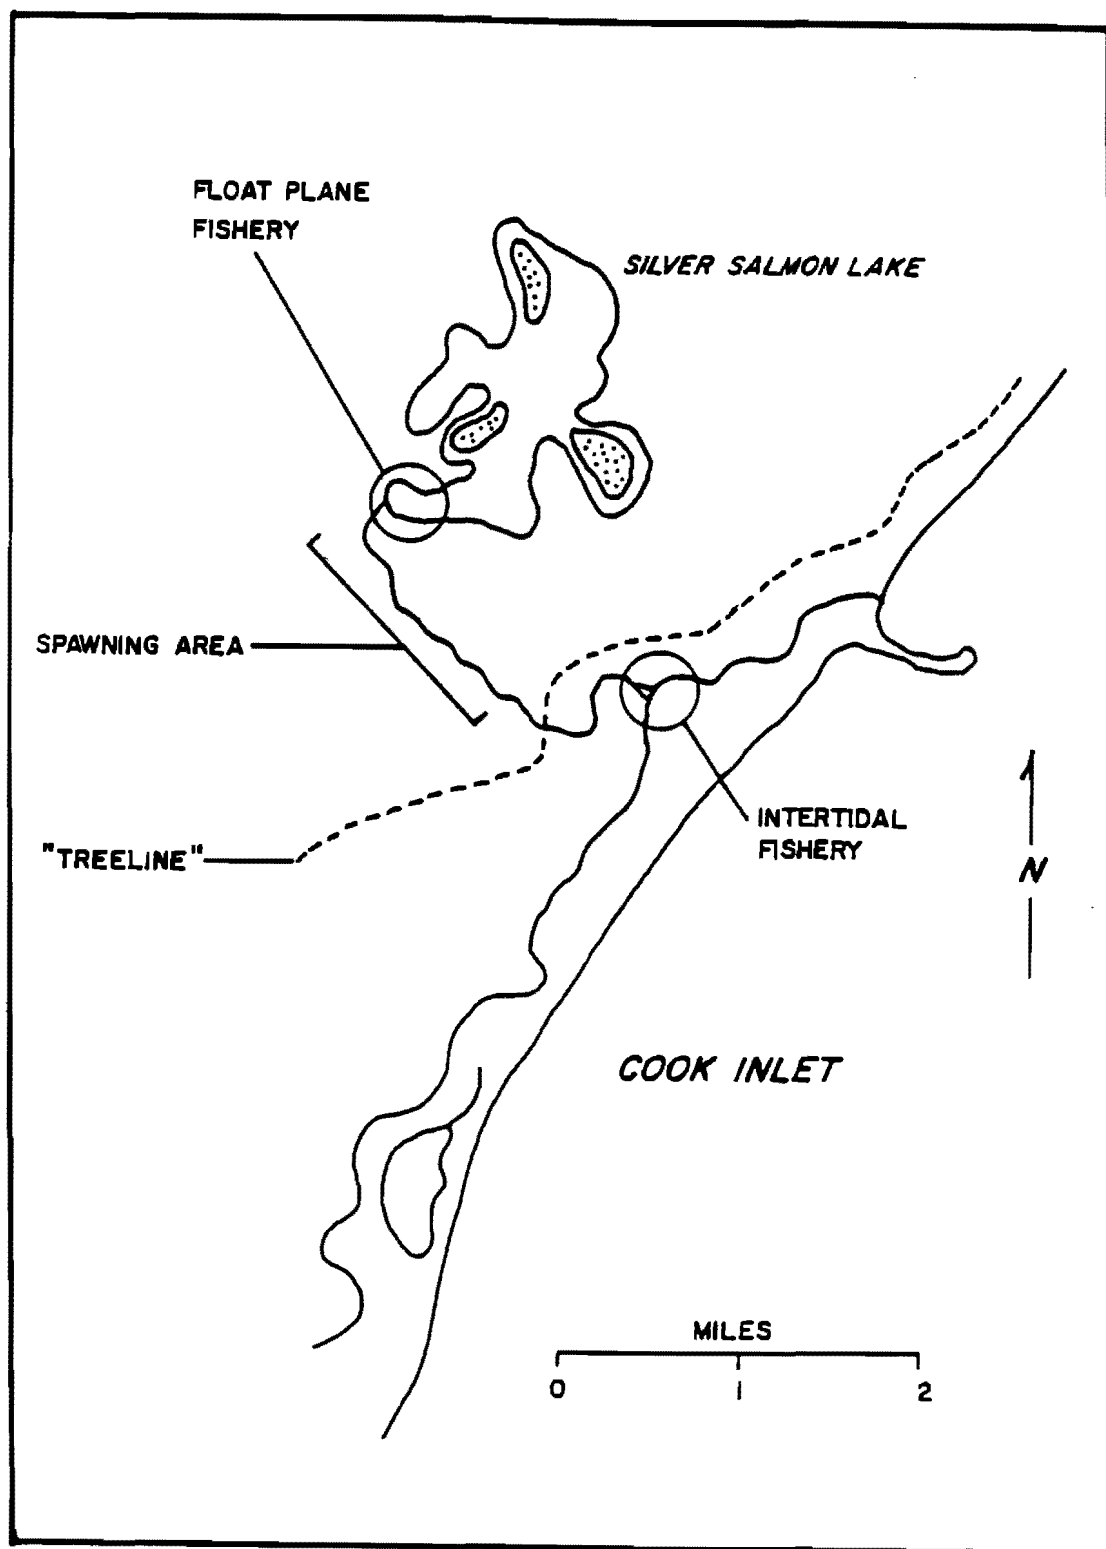 FLOAT PLANE
FISHERY
SILVER SALMON LAKE
SPAWNING AREA
INTERTIDAL
FISHERY
"TREELINE"
N
COOK INLET
MILES
0 1 2